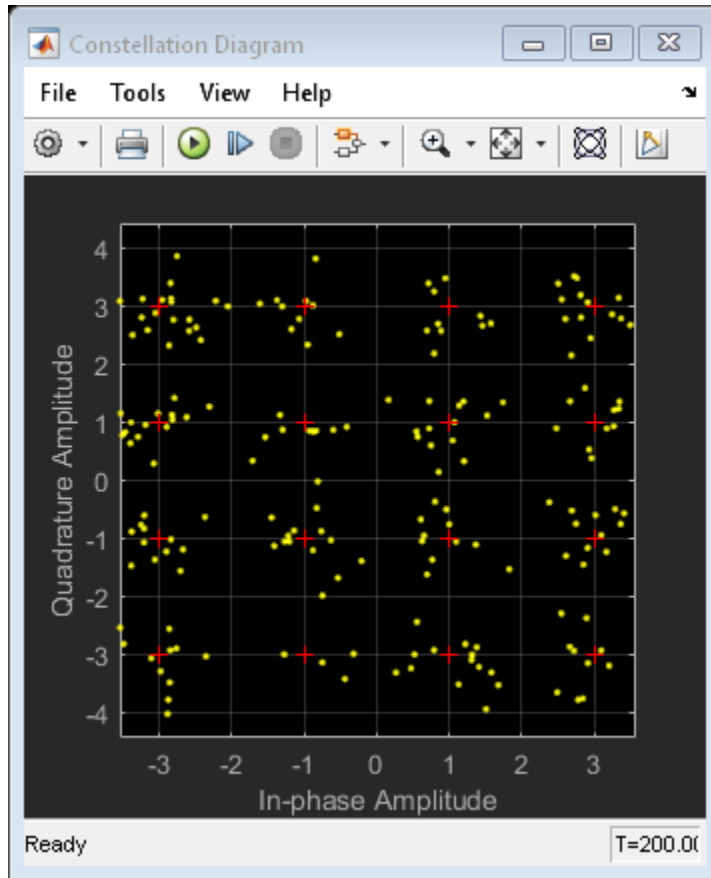 Constellation Diagram
File Tools View Help
4
3
2
1
0
-1
-2
-3
-4
Quadrature Amplitude
-3 -2 -1 0 1 2 3
In-phase Amplitude
Ready T=200.00